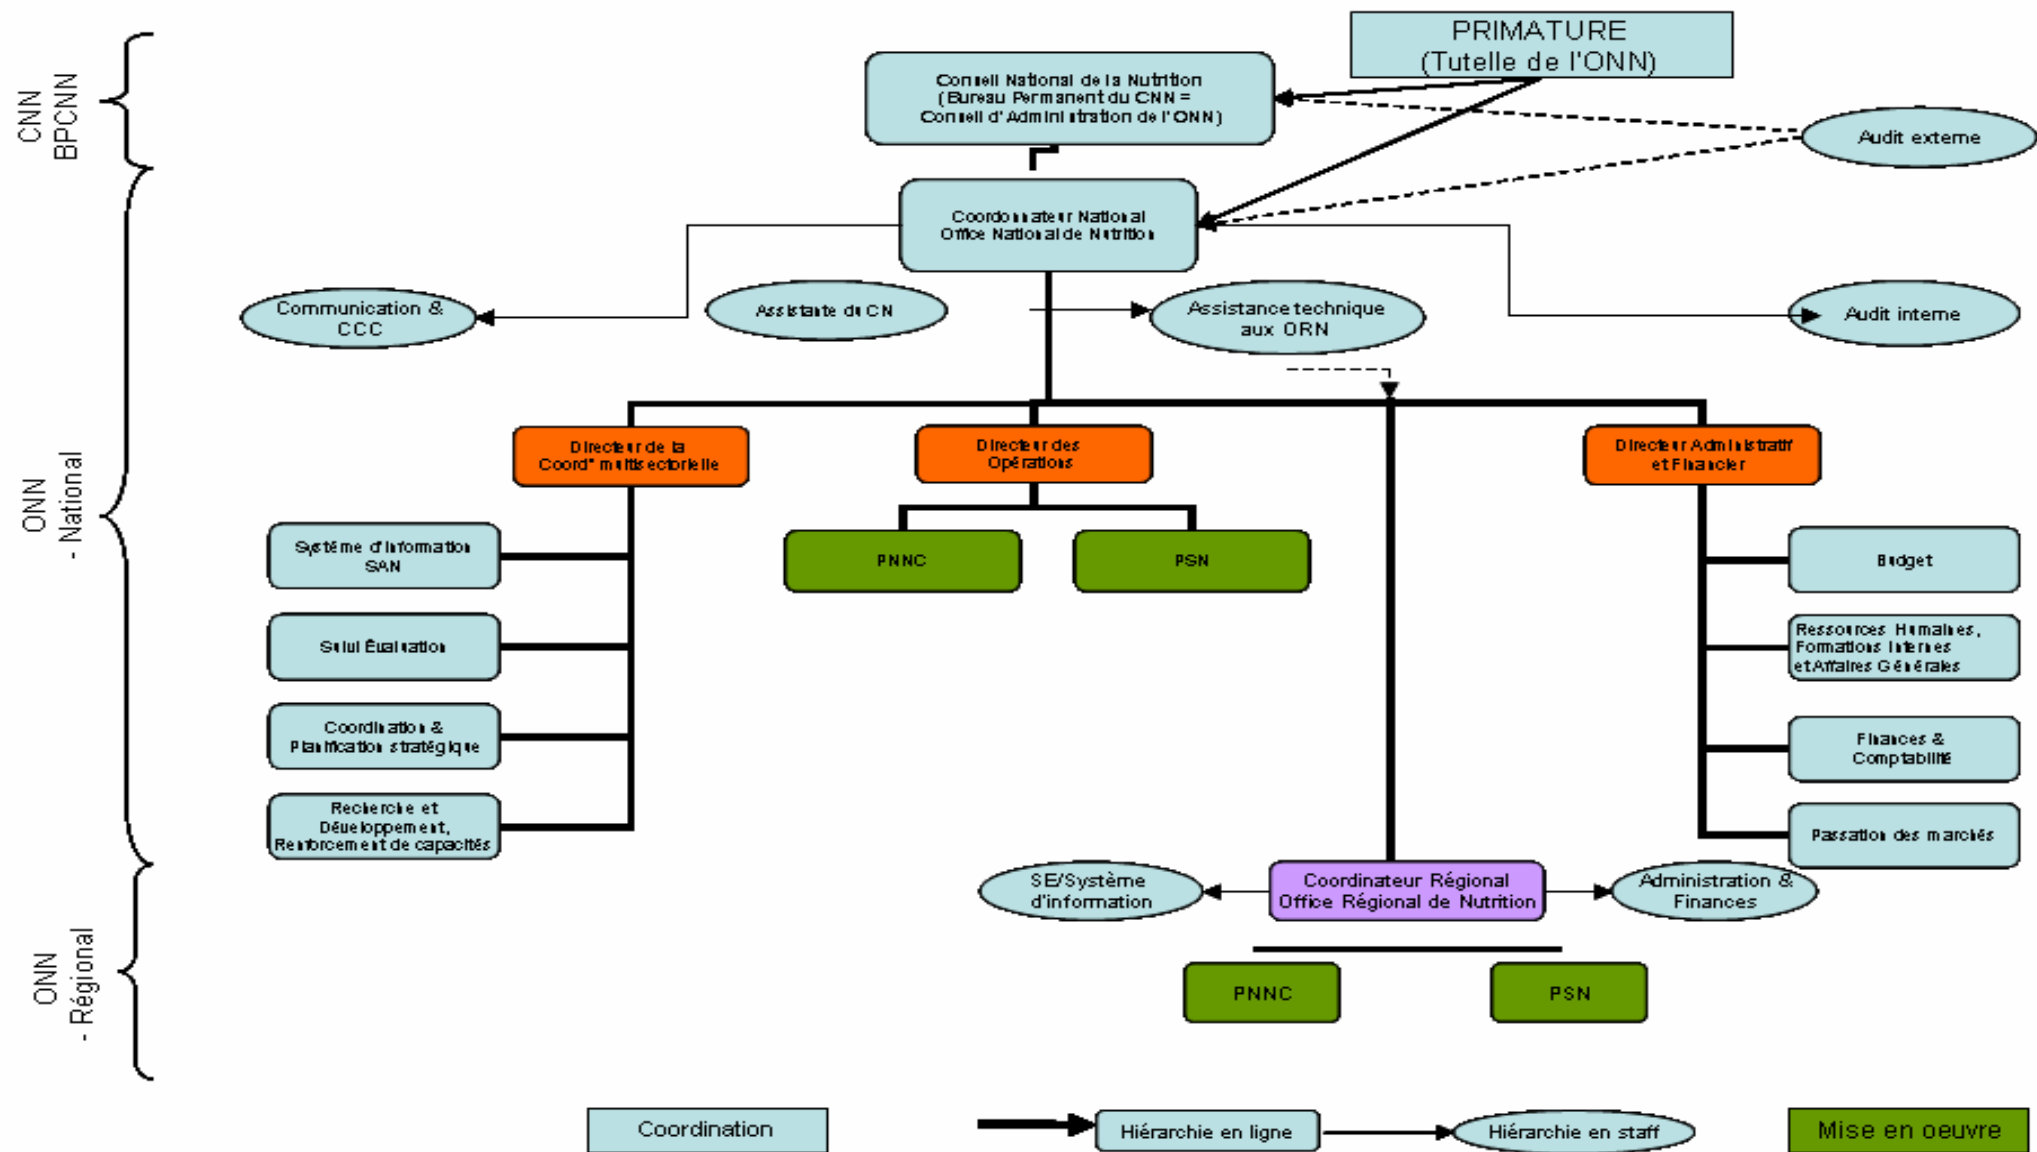 PRIMATURE
(Tutelle de l'ONN)
Conseil National de la Nutrition
(Bureau Permanent du CNN =
Conseil d'Administration de l'ONN)
CNN
BPCNN
Audit externe
Coordonnateur National
Office National de Nutrition
Communication &
CCC
Assistante du CN
Assistance technique
aux ORN
Audit interne
ONN
- National
Directeur de la
Coord° multisectorielle
Directeur des
Opérations
Directeur Administratif
et Financier
Système d'Information
SAN
PNNC
PSN
Budget
Suivi Évaluation
Ressources Humaines,
Formations Internes
et Affaires Générales
Coordination &
Planification stratégique
Finances &
Comptabilité
Recherche et
Développement,
Renforcement de capacités
Passation des marchés
ONN
- Régional
SE/Système
d'information
Coordinateur Régional
Office Régional de Nutrition
Administration &
Finances
PNNC
PSN
Coordination
Hiérarchie en ligne
Hiérarchie en staff
Mise en oeuvre